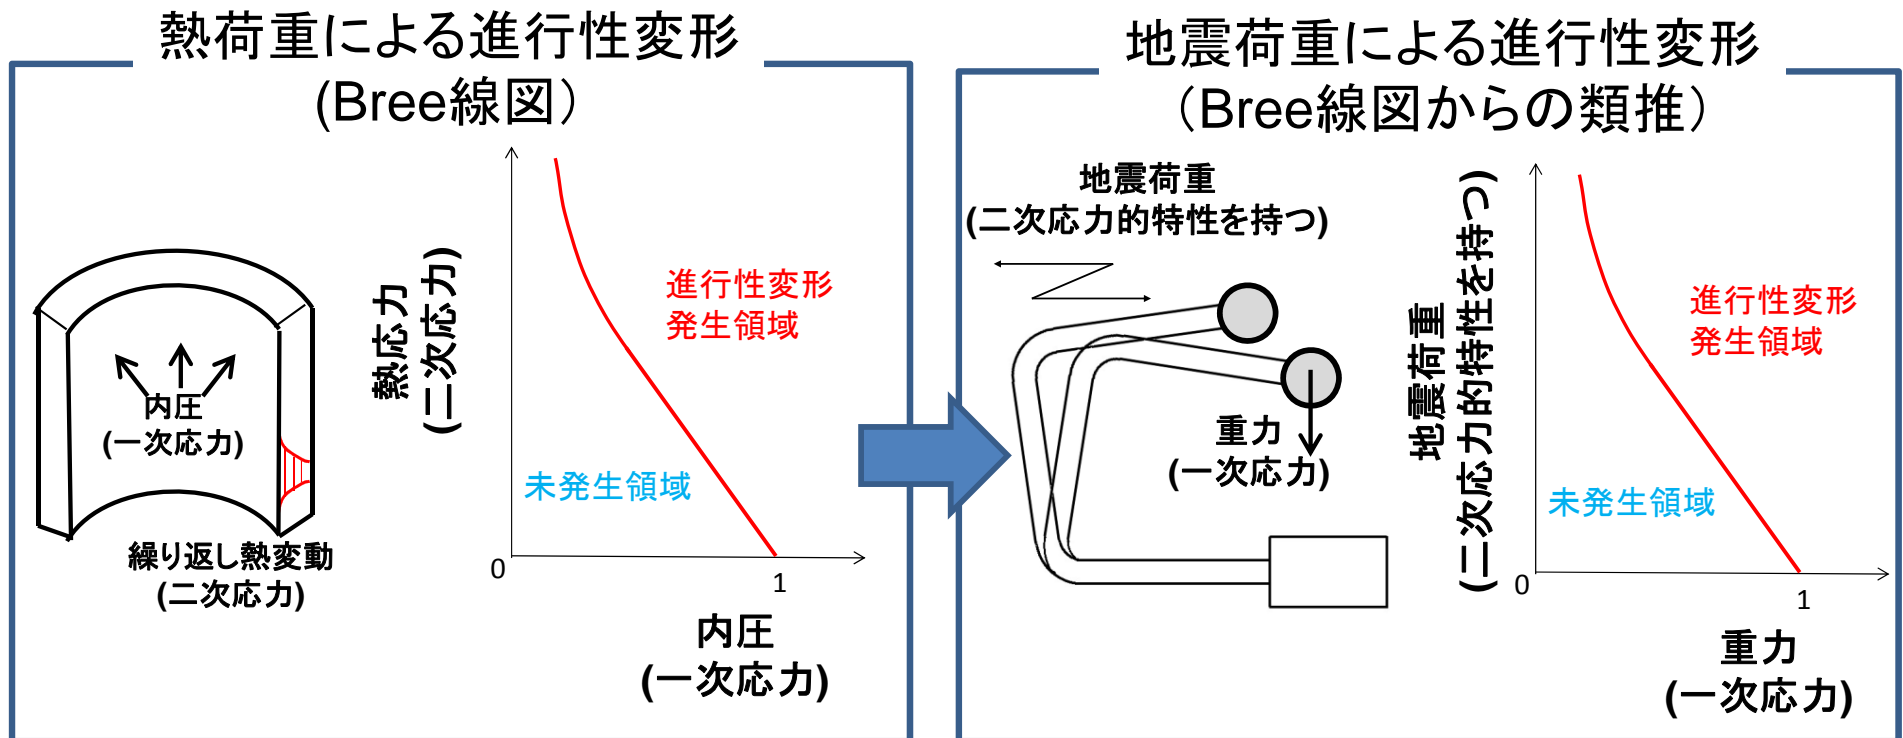 熱荷重による進行性変形
(Bree線図）
熱応力
(二次応力)
進行性変形
発生領域
未発生領域
内圧
(一次応力)
繰り返し熱変動
(二次応力)
0
1
内圧
(一次応力)
地震荷重による進行性変形
（Bree線図からの類推）
地震荷重
(二次応力的特性を持つ)
重力
(一次応力)
地震荷重
(二次応力的特性を持つ)
進行性変形
発生領域
未発生領域
0
1
重力
(一次応力)